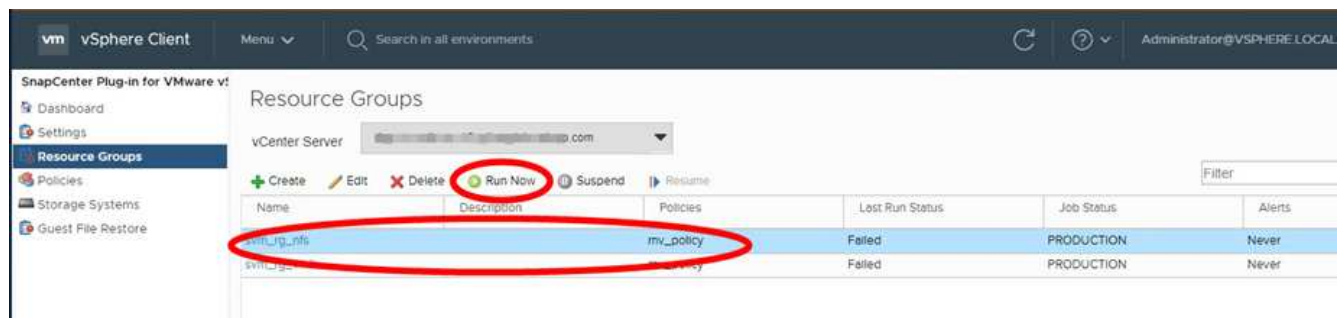 vm vSphere Client Menu Search in all environments Administrator@VSPHERE.LOCAL
SnapCenter Plug-in for VMware vS
Dashboard
Settings
Resource Groups
Policies
Storage Systems
Guest File Restore
Resource Groups
vCenter Server .com
Create Edit Delete Run Now Suspend Resume
Filter
Name Description Policies Last Run Status Job Status Alerts
svm_rg_nfs mv_policy Failed PRODUCTION Never
Failed PRODUCTION Never